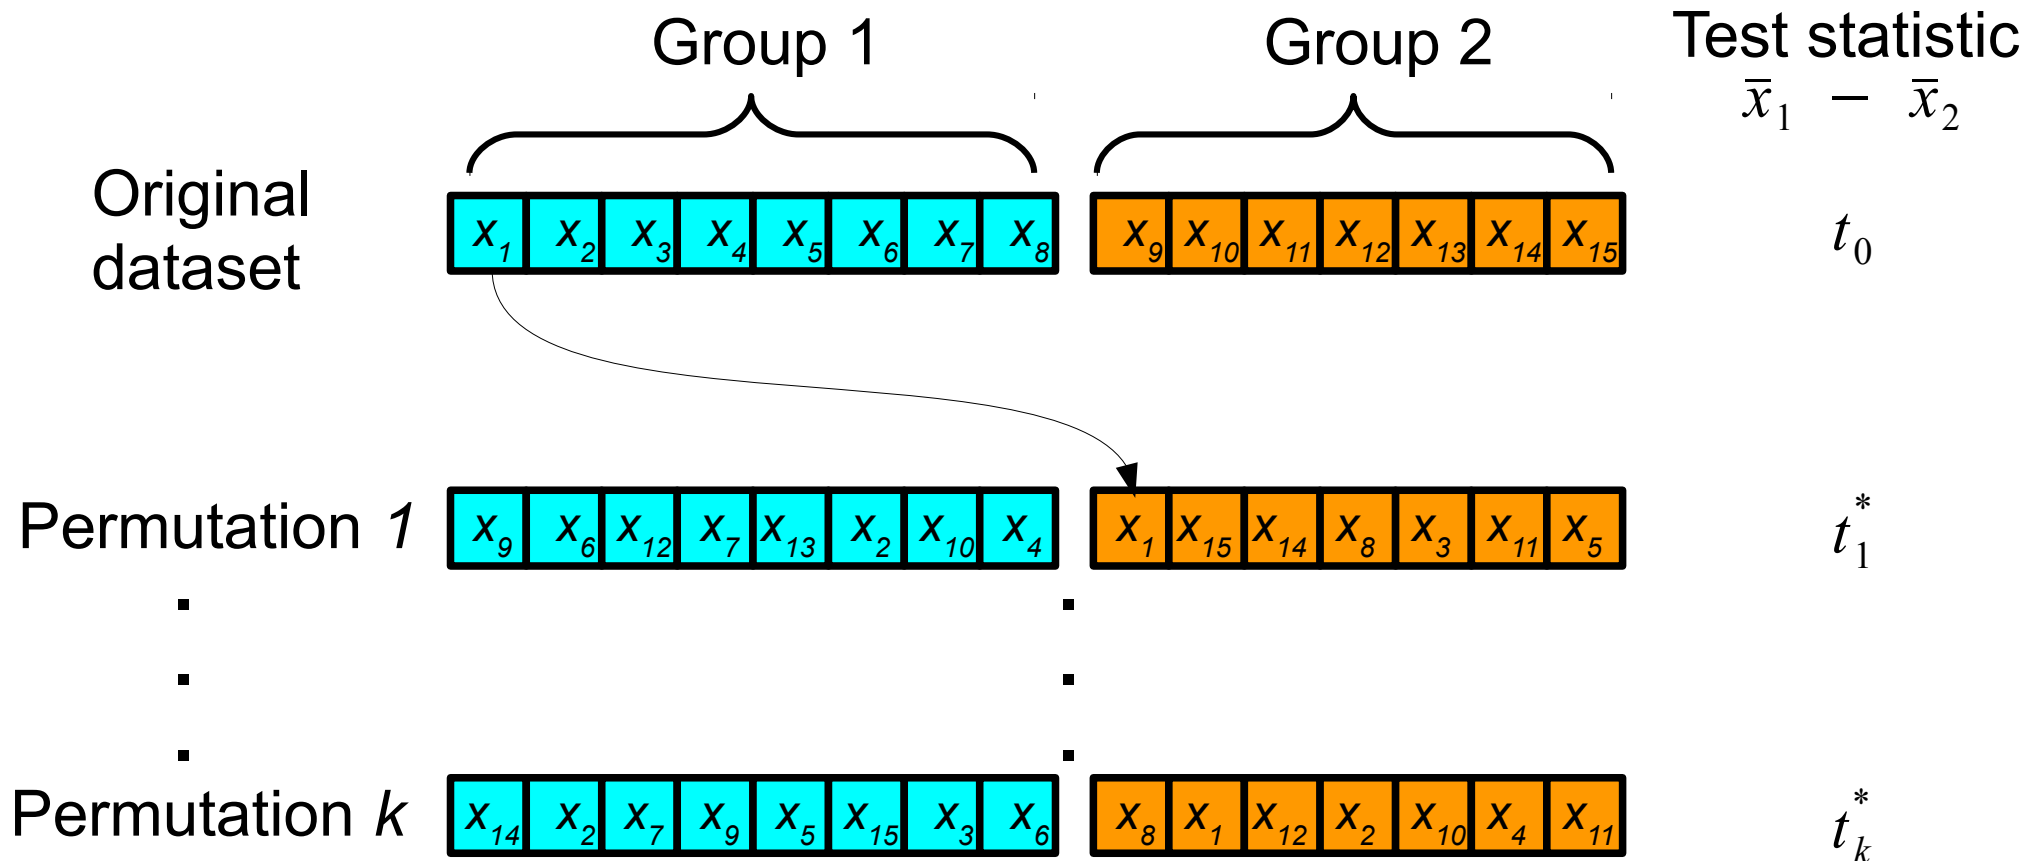 Group 1 Group 2 Test statistic
x̄₁ − x̄₂
Original
dataset
x₁ x₂ x₃ x₄ x₅ x₆ x₇ x₈ x₉ x₁₀ x₁₁ x₁₂ x₁₃ x₁₄ x₁₅ t₀
Permutation 1 x₉ x₆ x₁₂ x₇ x₁₃ x₂ x₁₀ x₄ x₁ x₁₅ x₁₄ x₈ x₃ x₁₁ x₅ t₁*
Permutation k x₁₄ x₂ x₇ x₉ x₅ x₁₅ x₃ x₆ x₈ x₁ x₁₂ x₂ x₁₀ x₄ x₁₁ tₖ*